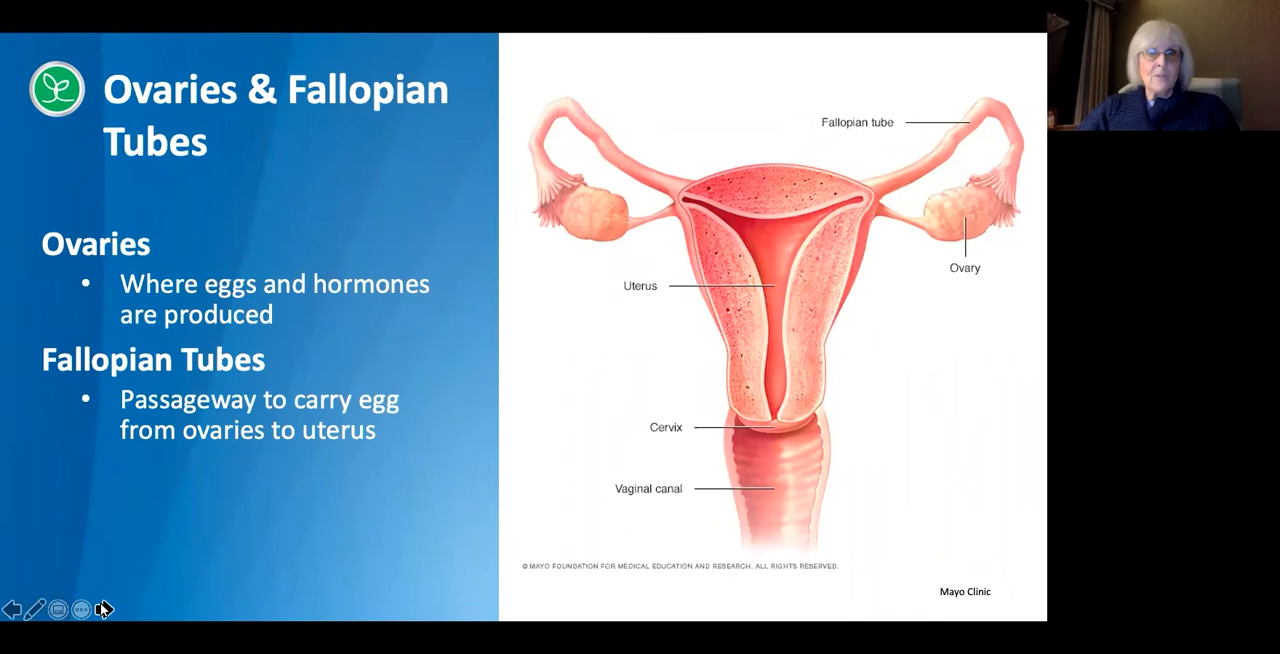 Ovaries & Fallopian
Tubes
Ovaries
• Where eggs and hormones
are produced
Fallopian Tubes
• Passageway to carry egg
from ovaries to uterus
Fallopian tube
Ovary
Uterus
Cervix
Vaginal canal
© MAYO FOUNDATION FOR MEDICAL EDUCATION AND RESEARCH. ALL RIGHTS RESERVED.
Mayo Clinic